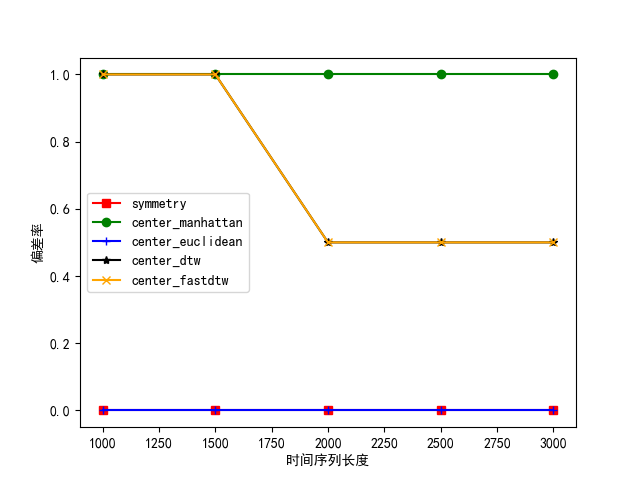 1.0
0.8
0.6
0.4
0.2
0.0
偏差率
symmetry
center_manhattan
center_euclidean
center_dtw
center_fastdtw
1000 1250 1500 1750 2000 2250 2500 2750 3000
时间序列长度